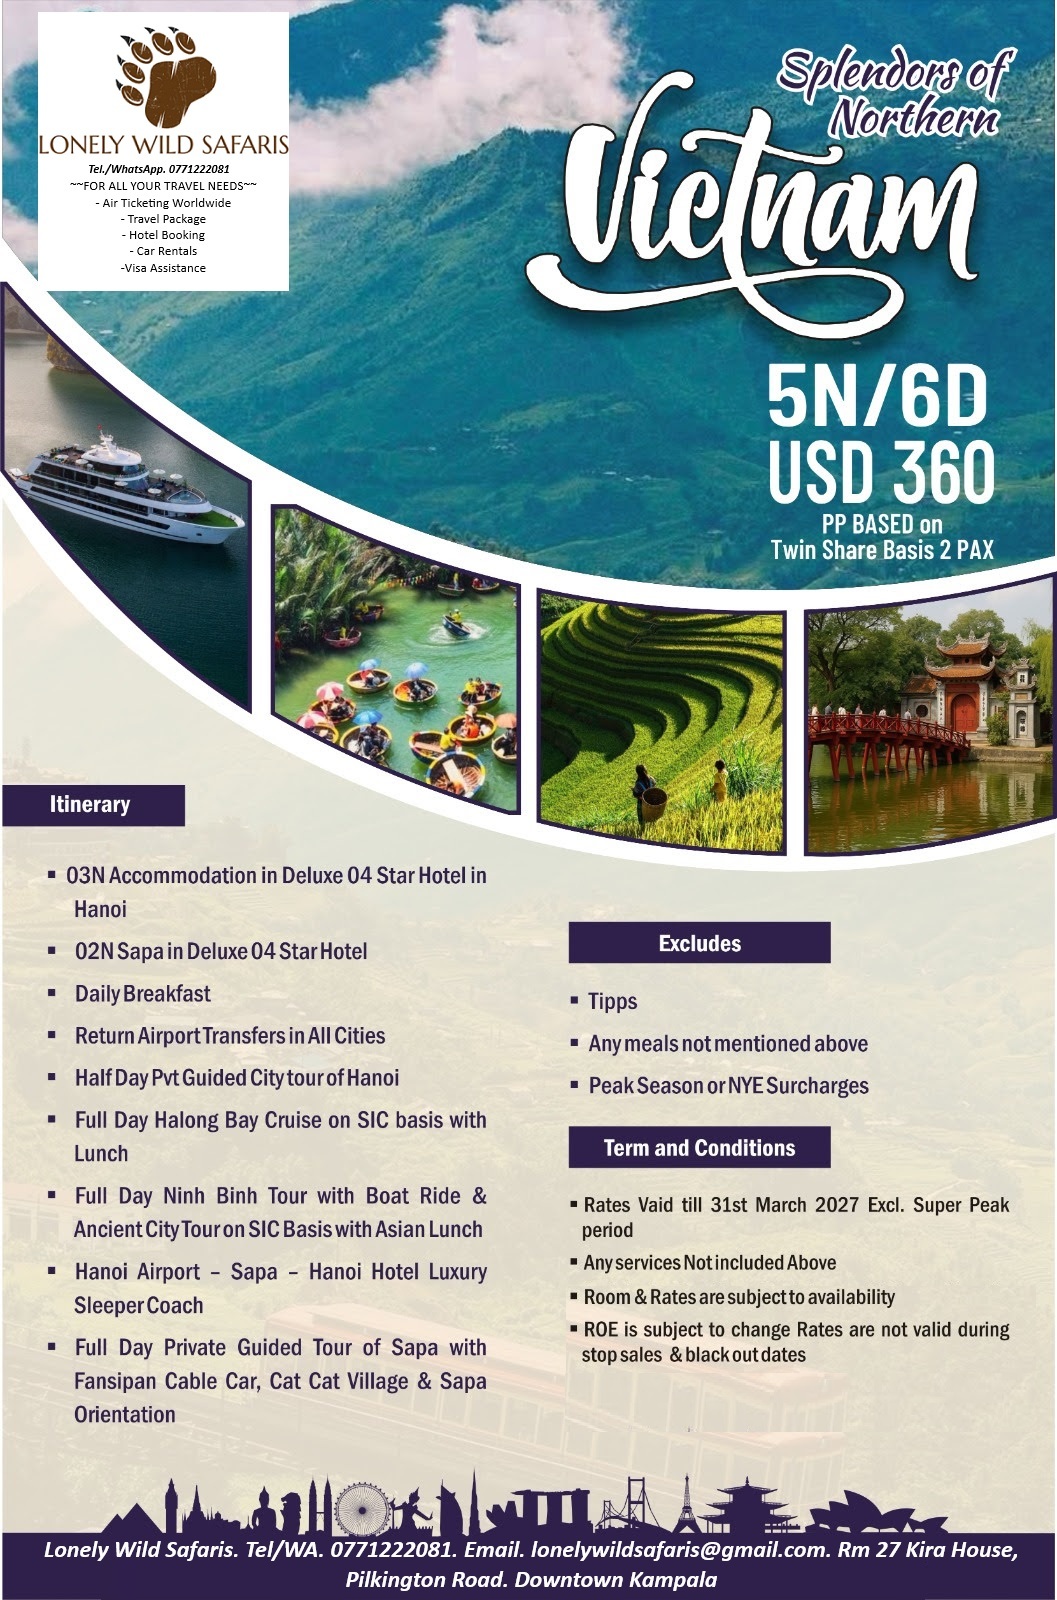 LONELY WILD SAFARIS
Tel./WhatsApp. 0771222081
~~FOR ALL YOUR TRAVEL NEEDS~~
- Air Ticketing Worldwide
- Travel Package
- Hotel Booking
- Car Rentals
-Visa Assistance
Splendors of
Northern
Vietnam
5N/6D
USD 360
PP BASED on
Twin Share Basis 2 PAX
Itinerary
▪ 03N Accommodation in Deluxe 04 Star Hotel in
Hanoi
▪ 02N Sapa in Deluxe 04 Star Hotel
▪ Daily Breakfast
▪ Return Airport Transfers in All Cities
▪ Half Day Pvt Guided City tour of Hanoi
▪ Full Day Halong Bay Cruise on SIC basis with
Lunch
▪ Full Day Ninh Binh Tour with Boat Ride &
Ancient City Tour on SIC Basis with Asian Lunch
▪ Hanoi Airport – Sapa – Hanoi Hotel Luxury
Sleeper Coach
▪ Full Day Private Guided Tour of Sapa with
Fansipan Cable Car, Cat Cat Village & Sapa
Orientation
Excludes
▪ Tipps
▪ Any meals not mentioned above
▪ Peak Season or NYE Surcharges
Term and Conditions
▪ Rates Vaid till 31st March 2027 Excl. Super Peak
period
▪ Any services Not included Above
▪ Room & Rates are subject to availability
▪ ROE is subject to change Rates are not valid during
stop sales & black out dates
Lonely Wild Safaris. Tel/WA. 0771222081. Email. lonelywildsafaris@gmail.com. Rm 27 Kira House,
Pilkington Road. Downtown Kampala